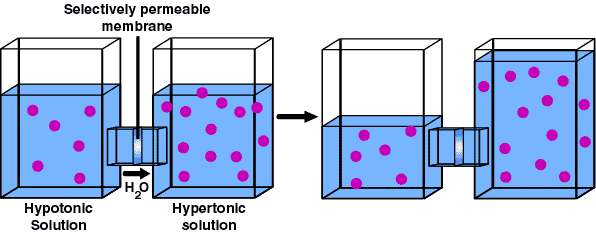 Selectively permeable
membrane
H2O
Hypotonic
Solution
Hypertonic
solution